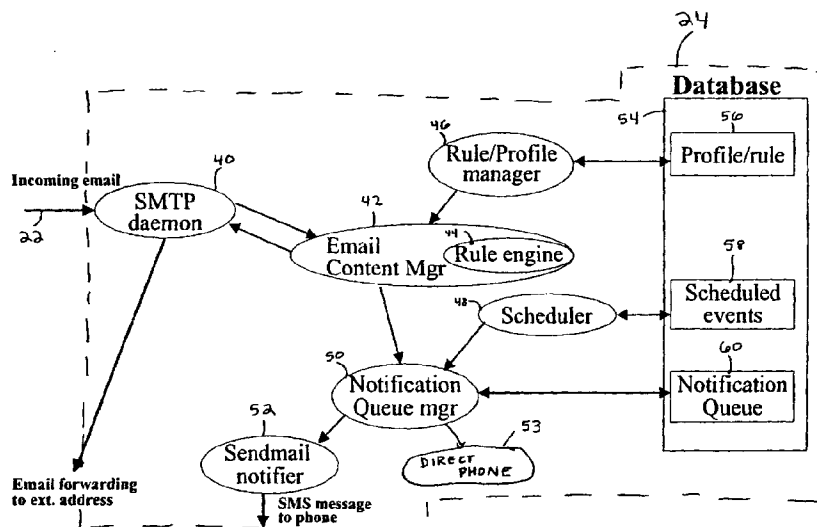 24
Database
54
56
Profile/rule
46
Rule/Profile
manager
40
Incoming email
SMTP
daemon
22
42
44
Email
Content Mgr
Rule engine
58
Scheduled
events
48
Scheduler
60
Notification
Queue
50
Notification
Queue mgr
52
Sendmail
notifier
53
DIRECT
PHONE
Email forwarding
to ext. address
SMS message
to phone